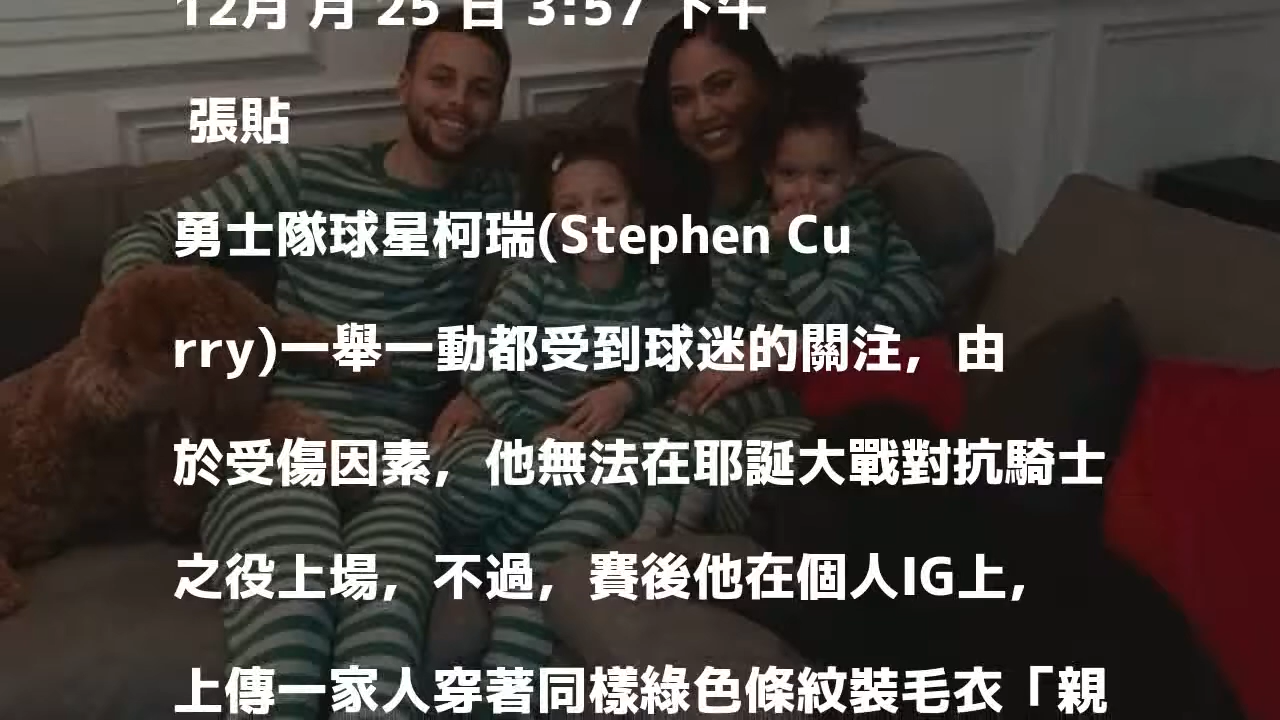 12月 月 25 日 3:57 下午
張貼
勇士隊球星柯瑞(Stephen Cu
rry)一舉一動都受到球迷的關注，由
於受傷因素，他無法在耶誕大戰對抗騎士
之役上場，不過，賽後他在個人IG上，
上傳一家人穿著同樣綠色條紋裝毛衣「親